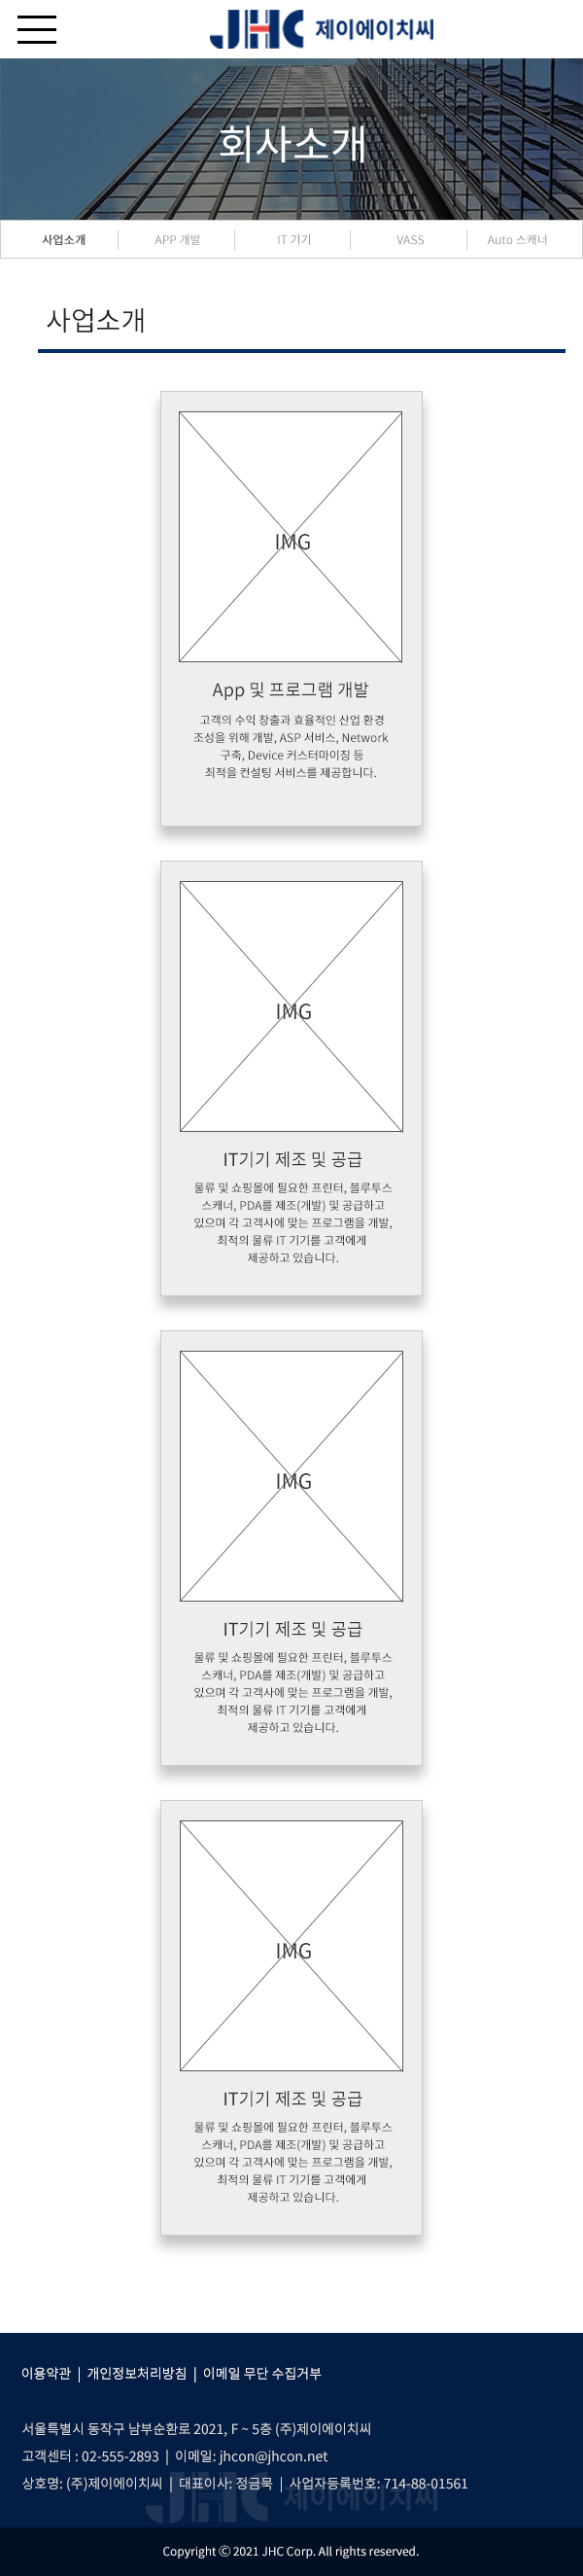 JHC 제이에이치씨
회사소개
사업소개 APP 개발 IT 기기 VASS Auto 스캐너
사업소개
IMG
App 및 프로그램 개발
고객의 수익 창출과 효율적인 산업 환경
조성을 위해 개발, ASP 서비스, Network
구축, Device 커스터마이징 등
최적을 컨설팅 서비스를 제공합니다.
IMG
IT기기 제조 및 공급
물류 및 쇼핑몰에 필요한 프린터, 블루투스
스캐너, PDA를 제조(개발) 및 공급하고
있으며 각 고객사에 맞는 프로그램을 개발,
최적의 물류 IT 기기를 고객에게
제공하고 있습니다.
IMG
IT기기 제조 및 공급
물류 및 쇼핑몰에 필요한 프린터, 블루투스
스캐너, PDA를 제조(개발) 및 공급하고
있으며 각 고객사에 맞는 프로그램을 개발,
최적의 물류 IT 기기를 고객에게
제공하고 있습니다.
IMG
IT기기 제조 및 공급
물류 및 쇼핑몰에 필요한 프린터, 블루투스
스캐너, PDA를 제조(개발) 및 공급하고
있으며 각 고객사에 맞는 프로그램을 개발,
최적의 물류 IT 기기를 고객에게
제공하고 있습니다.
이용약관 | 개인정보처리방침 | 이메일 무단 수집거부
서울특별시 동작구 남부순환로 2021, F ~ 5층 (주)제이에이치씨
고객센터 : 02-555-2893 | 이메일: jhcon@jhcon.net
상호명: (주)제이에이치씨 | 대표이사: 정금묵 | 사업자등록번호: 714-88-01561
JHC 제이에이치씨
Copyright ⓒ 2021 JHC Corp. All rights reserved.